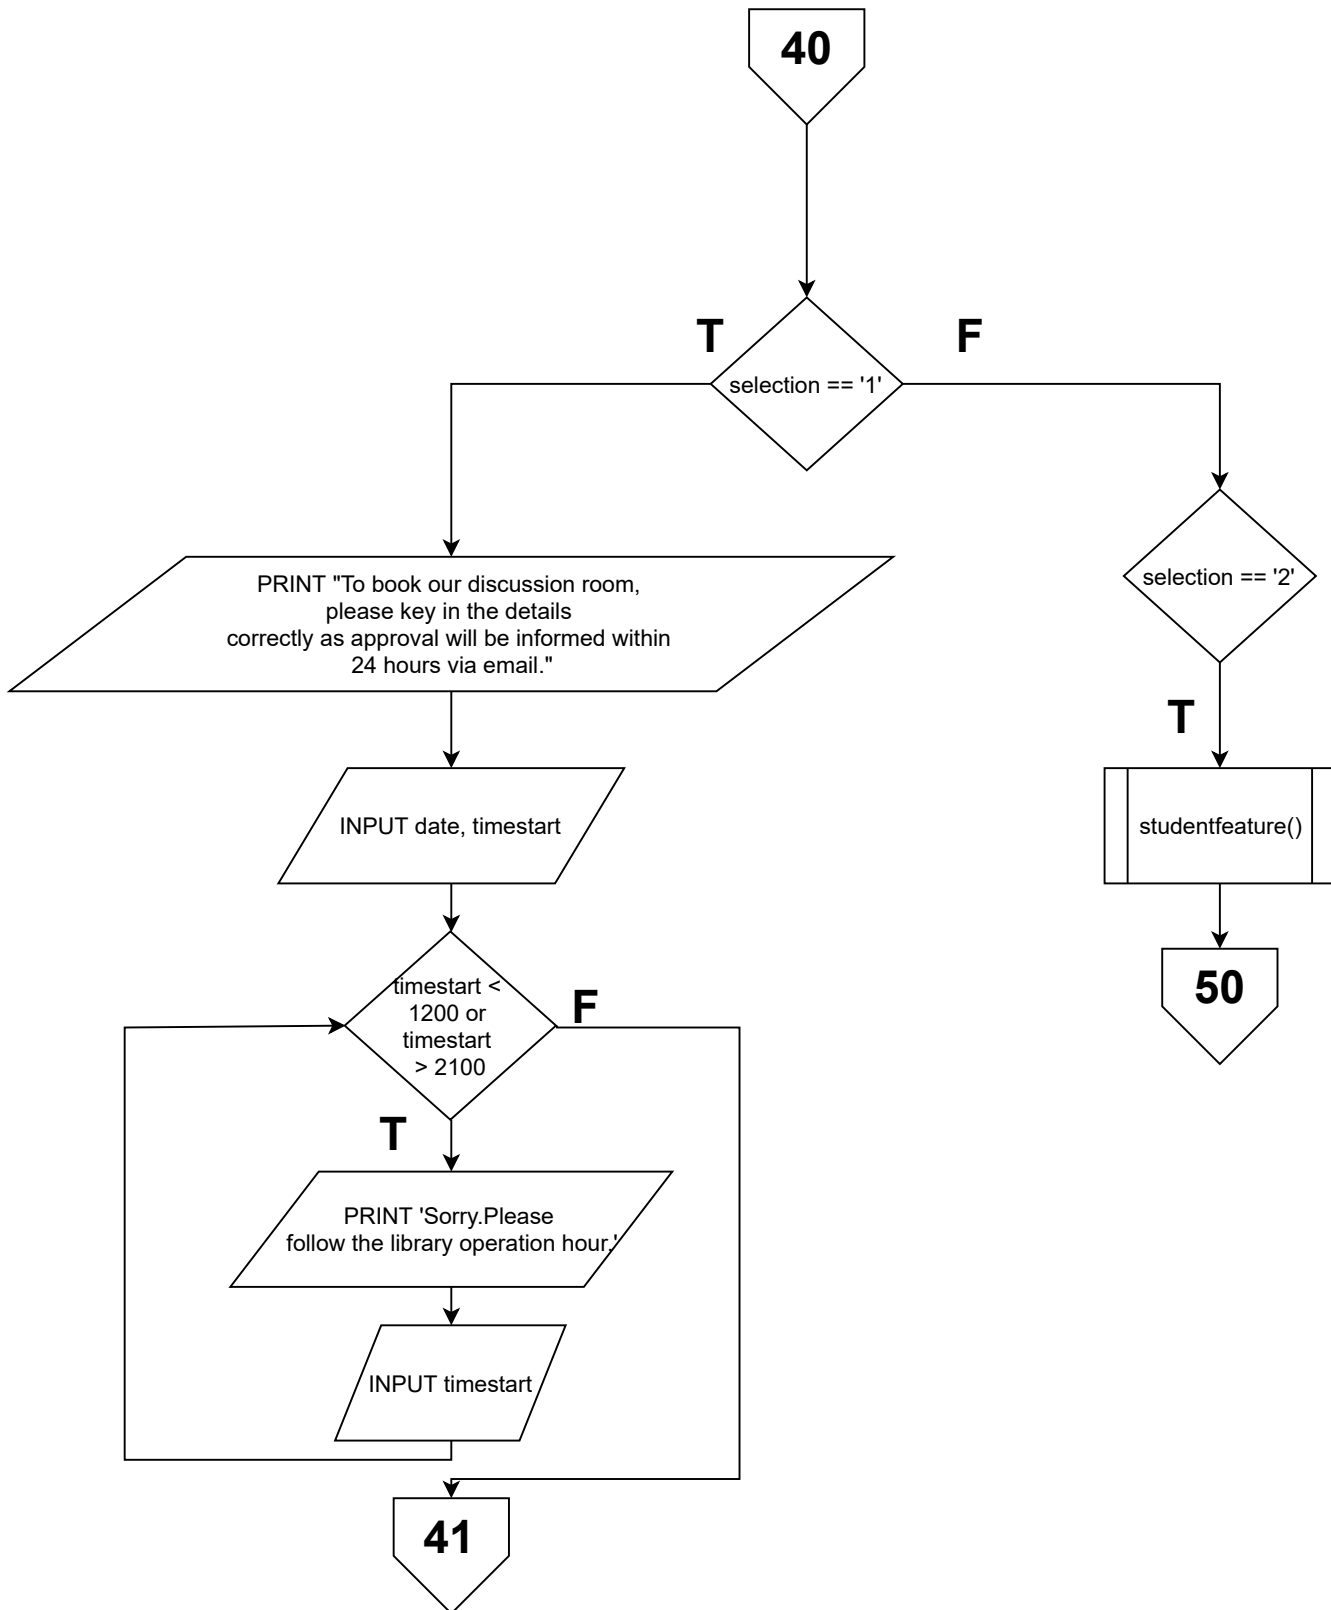 40
T
F
selection == '1'
selection == '2'
PRINT "To book our discussion room,
please key in the details
correctly as approval will be informed within
24 hours via email."
T
INPUT date, timestart
studentfeature()
timestart <
1200 or
timestart
> 2100
F
50
T
PRINT 'Sorry.Please
follow the library operation hour.'
INPUT timestart
41